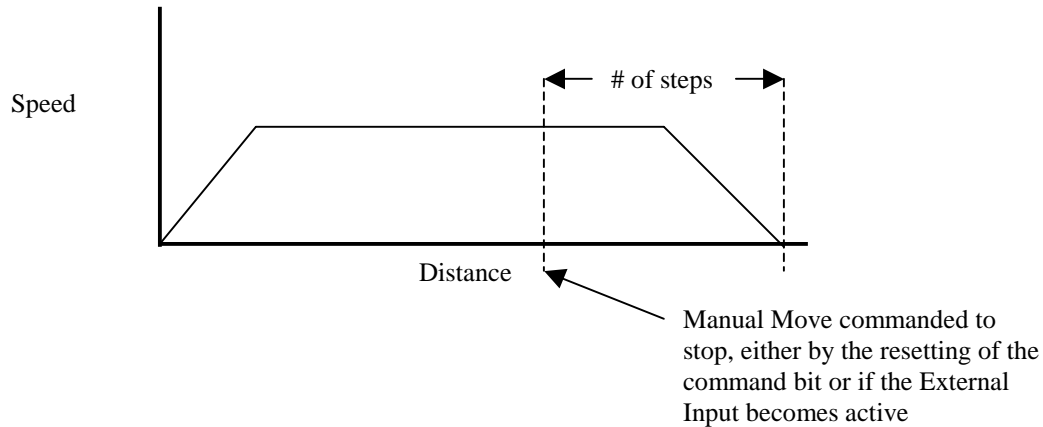 # of steps
Speed
Distance
Manual Move commanded to
stop, either by the resetting of the
command bit or if the External
Input becomes active